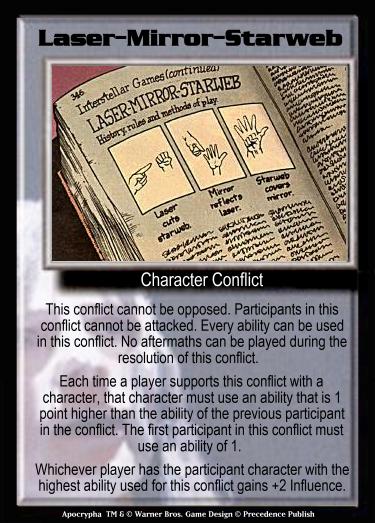 Laser-Mirror-Starweb
346
Interstellar Games (continued)
LASER-MIRROR-STARWEB
History, rules and methods of play.
Laser
cuts
starweb.
Mirror
reflects
laser.
Starweb
covers
mirror.
Character Conflict
This conflict cannot be opposed. Participants in this
conflict cannot be attacked. Every ability can be used
in this conflict. No aftermaths can be played during the
resolution of this conflict.
Each time a player supports this conflict with a
character, that character must use an ability that is 1
point higher than the ability of the previous participant
in the conflict. The first participant in this conflict must
use an ability of 1.
Whichever player has the participant character with the
highest ability used for this conflict gains +2 Influence.
Apocrypha TM & © Warner Bros. Game Design © Precedence Publish